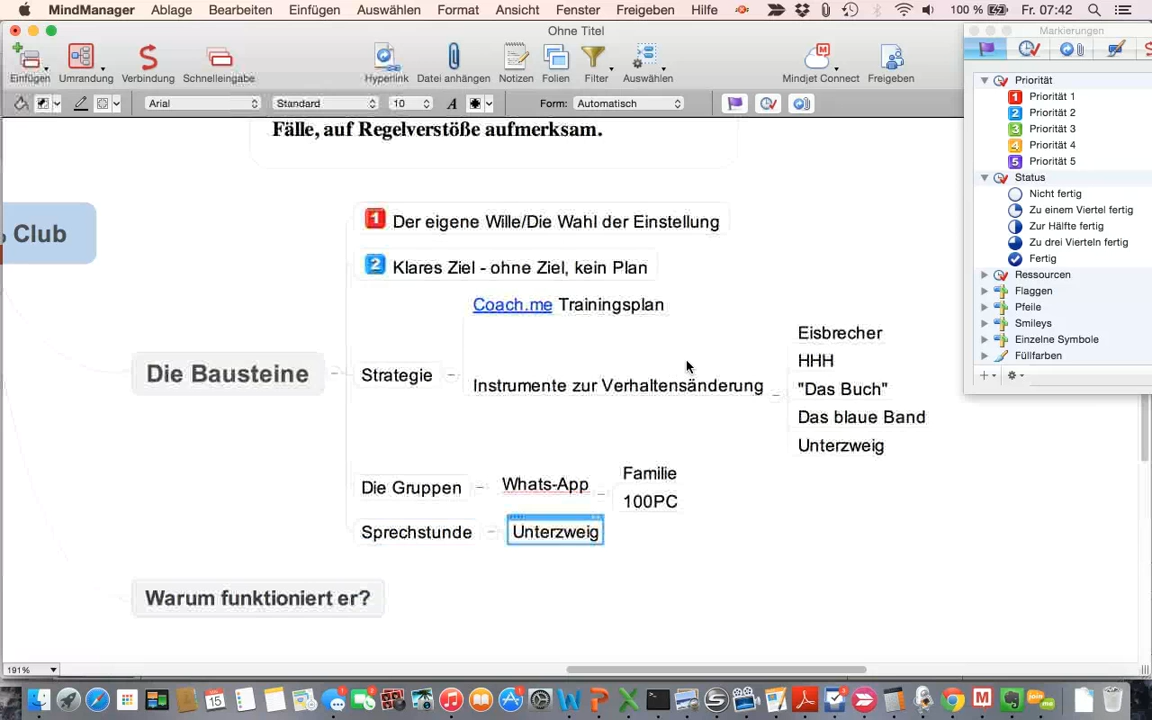 MindManager Ablage Bearbeiten Einfügen Auswählen Format Ansicht Fenster Freigeben Hilfe 100 % Fr. 07:42
Ohne Titel
Markierungen
Einfügen Umrandung Verbindung Schnelleingabe Hyperlink Datei anhängen Notizen Folien Filter Auswählen Mindjet Connect Freigeben
Arial Standard 10 A Form: Automatisch
Priorität
1 Priorität 1
2 Priorität 2
3 Priorität 3
4 Priorität 4
5 Priorität 5
Status
Nicht fertig
Zu einem Viertel fertig
Zur Hälfte fertig
Zu drei Vierteln fertig
Fertig
Ressourcen
Flaggen
Pfeile
Smileys
Einzelne Symbole
Füllfarben
Fälle, auf Regelverstöße aufmerksam.
Club
1 Der eigene Wille/Die Wahl der Einstellung
2 Klares Ziel - ohne Ziel, kein Plan
Coach.me Trainingsplan
Die Bausteine
Strategie
Instrumente zur Verhaltensänderung
Eisbrecher
HHH
"Das Buch"
Das blaue Band
Unterzweig
Die Gruppen
Whats-App
Familie
100PC
Sprechstunde
Unterzweig
Warum funktioniert er?
191%
15